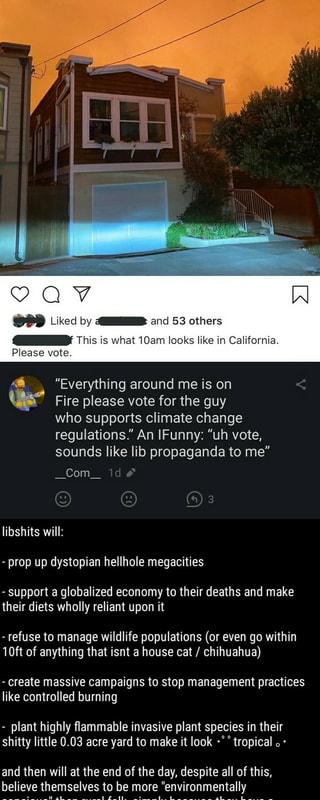 Liked by and 53 others
This is what 10am looks like in California.
Please vote.
"Everything around me is on
Fire please vote for the guy
who supports climate change
regulations." An IFunny: "uh vote,
sounds like lib propaganda to me"
__Com__ 1d
3
libshits will:
- prop up dystopian hellhole megacities
- support a globalized economy to their deaths and make
their diets wholly reliant upon it
- refuse to manage wildlife populations (or even go within
10ft of anything that isnt a house cat / chihuahua)
- create massive campaigns to stop management practices
like controlled burning
- plant highly flammable invasive plant species in their
shitty little 0.03 acre yard to make it look ⋆˚˚ tropical ｡⋆
and then will at the end of the day, despite all of this,
believe themselves to be more "environmentally